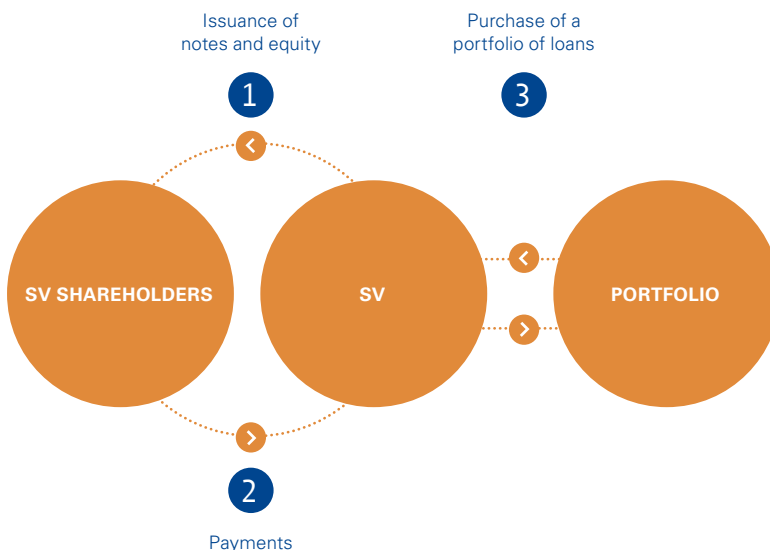 Issuance of
notes and equity
1
Purchase of a
portfolio of loans
3
SV SHAREHOLDERS
SV
PORTFOLIO
2
Payments